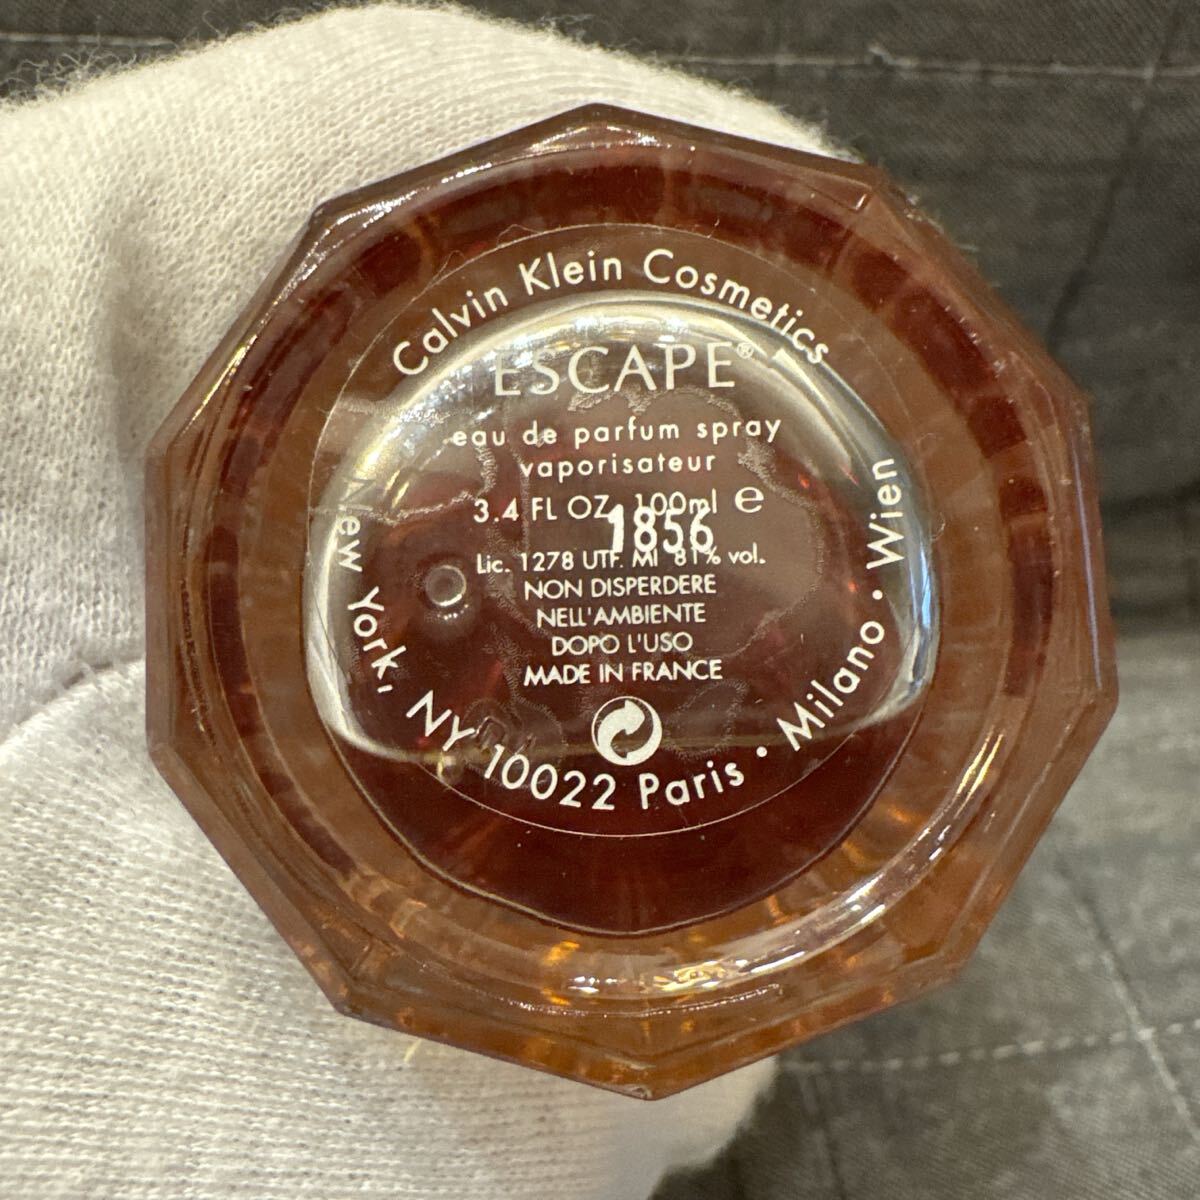 Calvin Klein Cosmetics
ESCAPE®
eau de parfum spray
vaporisateur
3.4 FL OZ 100ml e
1856
Lic. 1278 UTF. MI 81% vol.
NON DISPERDERE
NELL'AMBIENTE
DOPO L'USO
MADE IN FRANCE
New York, NY 10022 Paris • Milano • Wien